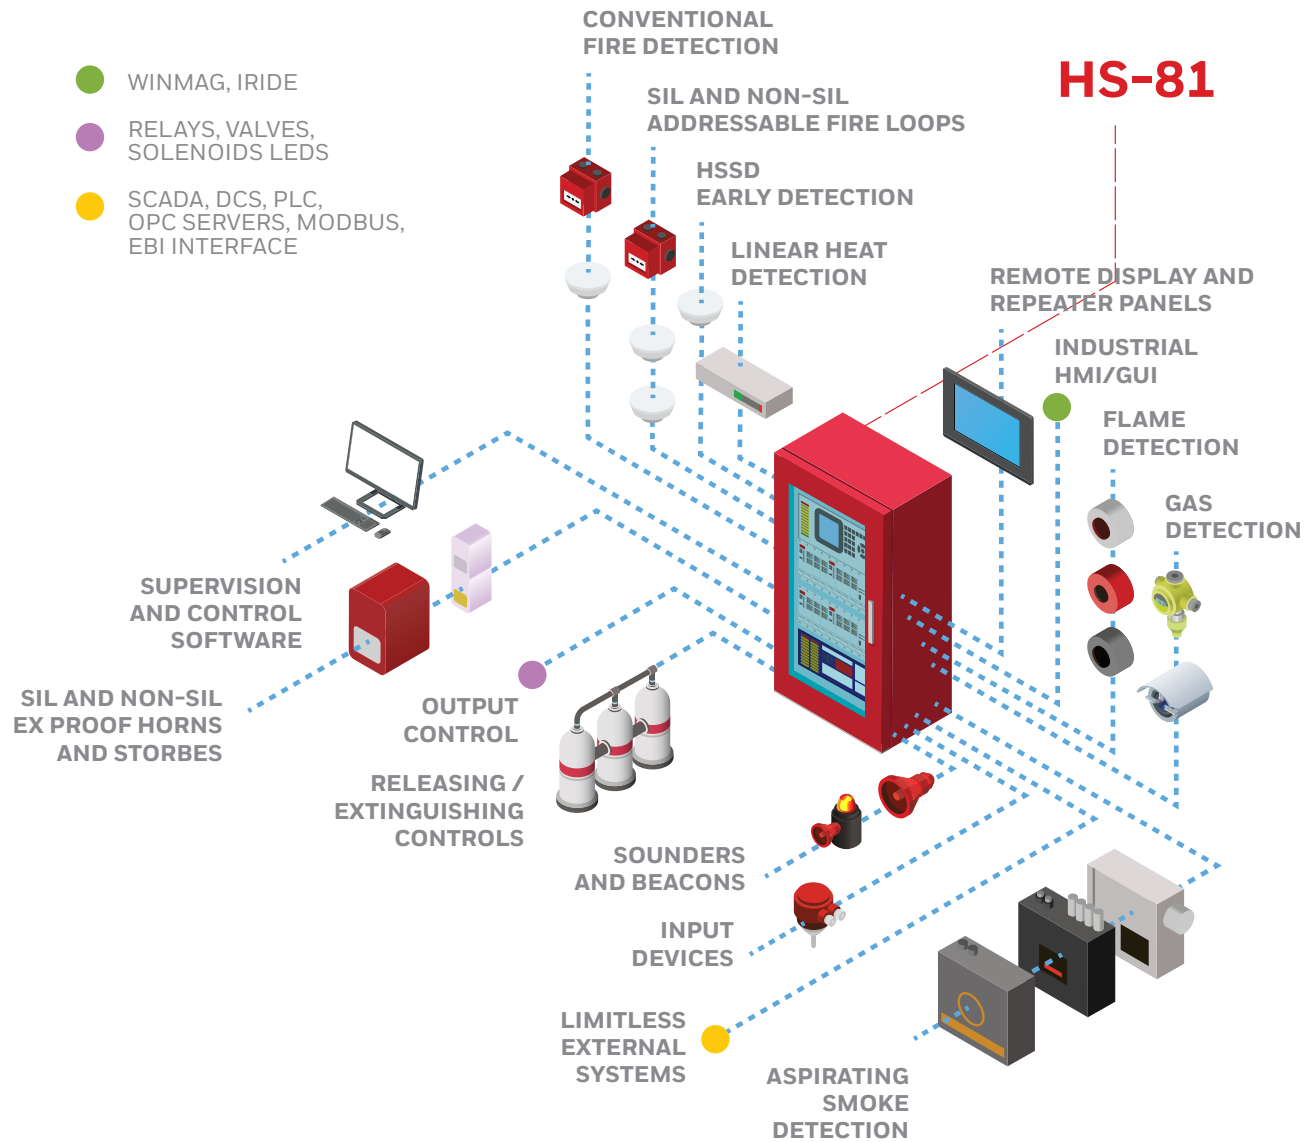 CONVENTIONAL
FIRE DETECTION
HS-81
WINMAG, IRIDE
RELAYS, VALVES,
SOLENOIDS LEDS
SCADA, DCS, PLC,
OPC SERVERS, MODBUS,
EBI INTERFACE
SIL AND NON-SIL
ADDRESSABLE FIRE LOOPS
HSSD
EARLY DETECTION
LINEAR HEAT
DETECTION
REMOTE DISPLAY AND
REPEATER PANELS
INDUSTRIAL
HMI/GUI
FLAME
DETECTION
GAS
DETECTION
SUPERVISION
AND CONTROL
SOFTWARE
SIL AND NON-SIL
EX PROOF HORNS
AND STORBES
OUTPUT
CONTROL
RELEASING /
EXTINGUISHING
CONTROLS
SOUNDERS
AND BEACONS
INPUT
DEVICES
LIMITLESS
EXTERNAL
SYSTEMS
ASPIRATING
SMOKE
DETECTION